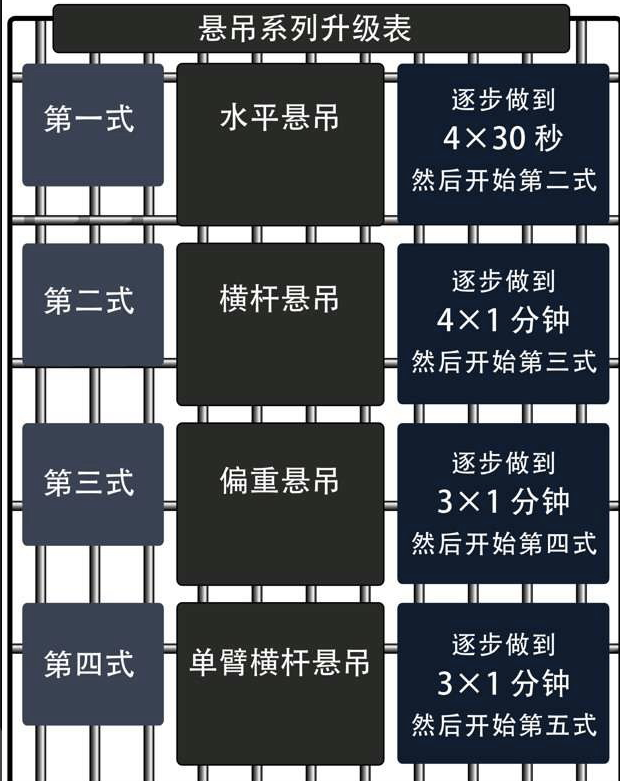 悬吊系列升级表
第一式
水平悬吊
逐步做到
4×30 秒
然后开始第二式
第二式
横杆悬吊
逐步做到
4×1 分钟
然后开始第三式
第三式
偏重悬吊
逐步做到
3×1 分钟
然后开始第四式
第四式
单臂横杆悬吊
逐步做到
3×1 分钟
然后开始第五式